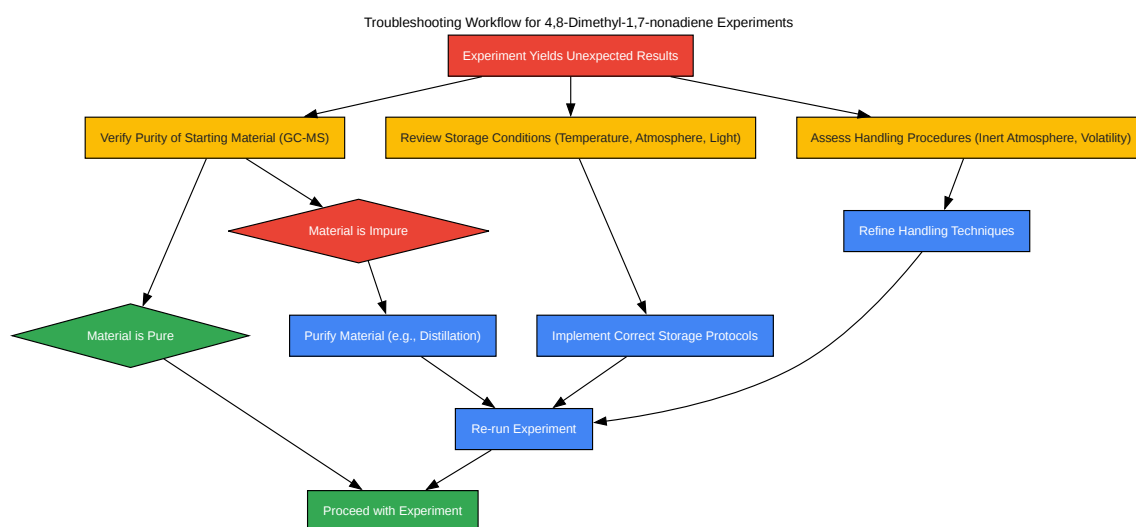 Troubleshooting Workflow for 4,8-Dimethyl-1,7-nonadiene Experiments
Experiment Yields Unexpected Results
Verify Purity of Starting Material (GC-MS)
Review Storage Conditions (Temperature, Atmosphere, Light)
Assess Handling Procedures (Inert Atmosphere, Volatility)
Material is Impure
Refine Handling Techniques
Material is Pure
Purify Material (e.g., Distillation)
Implement Correct Storage Protocols
Re-run Experiment
Proceed with Experiment